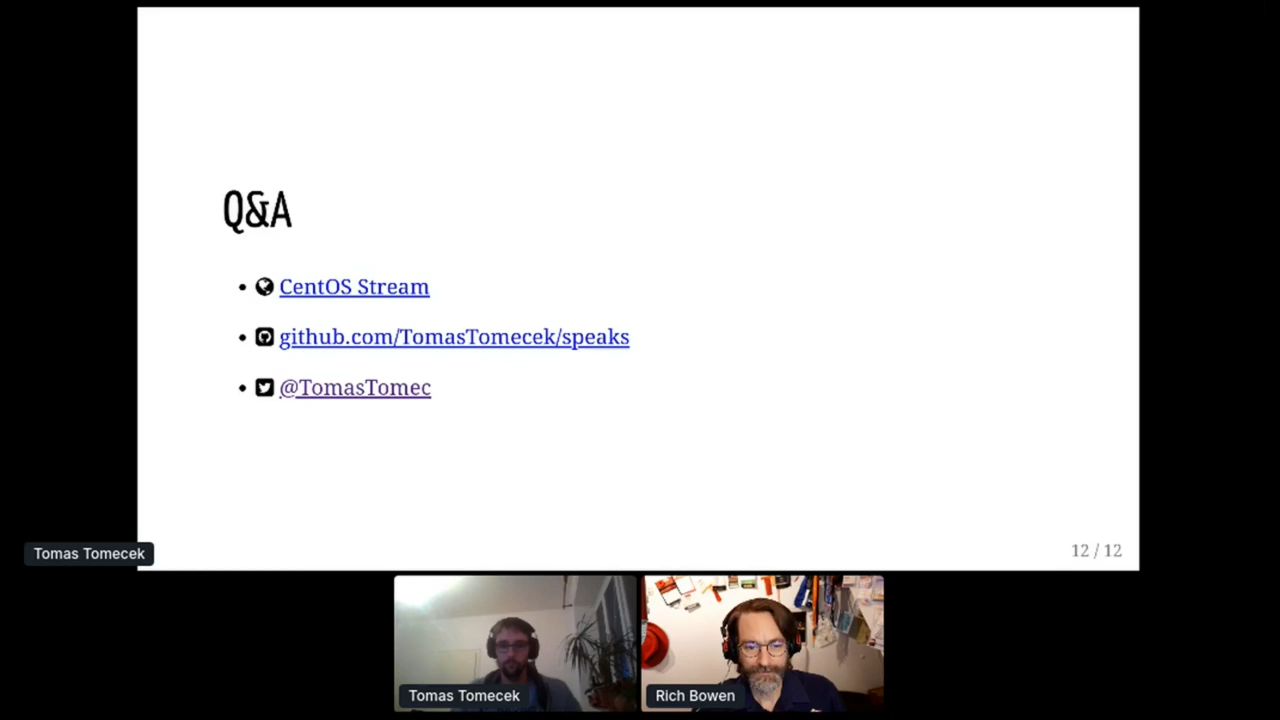 Q&A
CentOS Stream
github.com/TomasTomecek/speaks
@TomasTomec
12 / 12
Tomas Tomecek
Tomas Tomecek
Rich Bowen